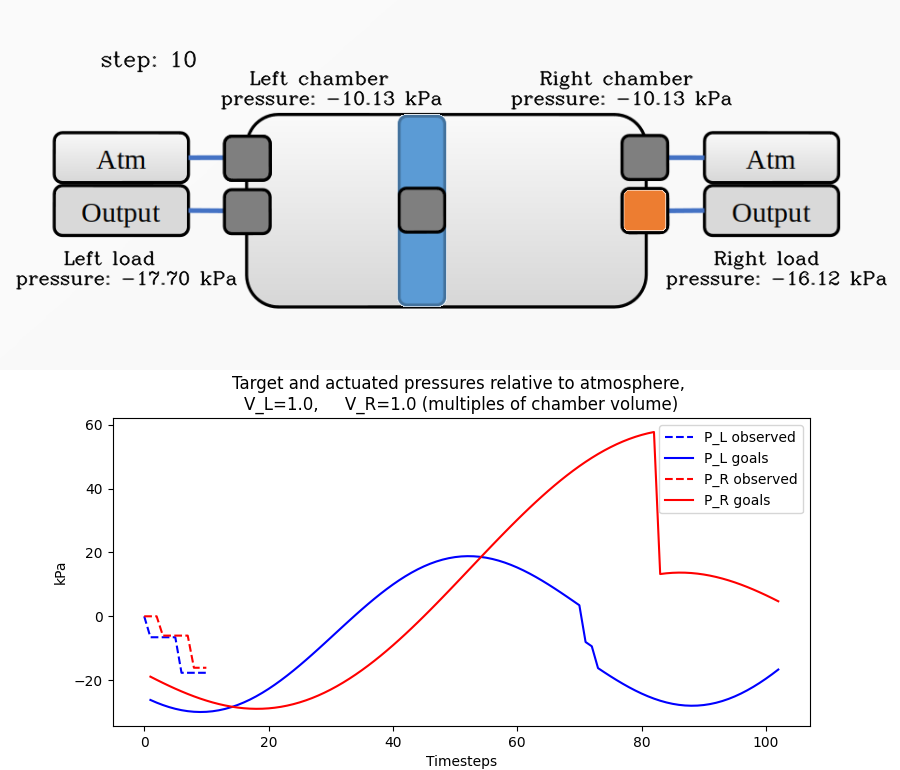 step: 10
Left chamber
pressure: −10.13 kPa
Right chamber
pressure: −10.13 kPa
Atm
Output
Atm
Output
Left load
pressure: −17.70 kPa
Right load
pressure: −16.12 kPa
Target and actuated pressures relative to atmosphere,
V_L=1.0, V_R=1.0 (multiples of chamber volume)
P_L observed
P_L goals
P_R observed
P_R goals
kPa
60
40
20
0
−20
0 20 40 60 80 100
Timesteps